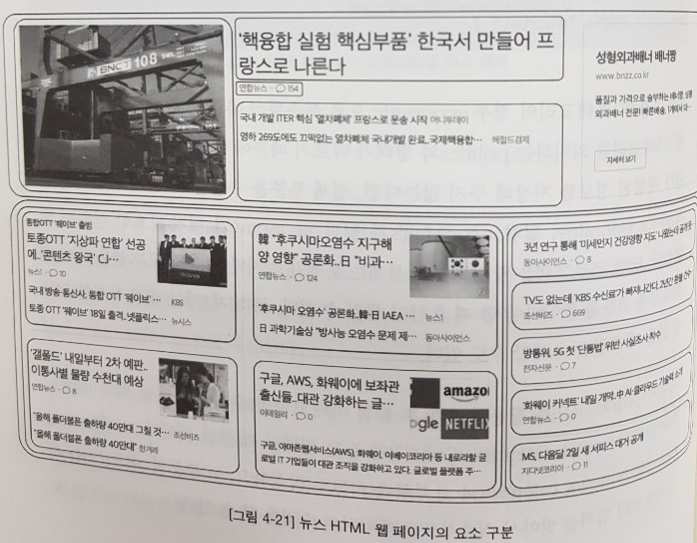 BNCT 108 SWL
'핵융합 실험 핵심부품' 한국서 만들어 프
랑스로 나른다
연합뉴스 · 154
국내 개발 ITER 핵심 '열차폐체' 프랑스로 운송 시작 머니투데이
영하 269도에도 끄떡없는 열차폐체 국내개발 완료, 국제핵융합… 헤럴드경제
성형외과배너 배너짱
www.bnzz.co.kr
품질과 가격으로 승부하는 배너짱, 성형
외과배너 전문! 빠른배송,
자세히 보기
통합OTT '웨이브' 출범
토종OTT '지상파 연합' 선공
에..'콘텐츠 왕국' CJ…
뉴스1 · 10
국내 방송·통신사, 통합 OTT '웨이브' … KBS
토종 OTT '웨이브' 18일 출격, 넷플릭스… 뉴시스
韓 "후쿠시마오염수 지구해
양 영향" 공론화..日 "비과…
연합뉴스 · 124
'후쿠시마 오염수' 공론화..韓·日 IAEA … 뉴스1
日 과학기술상 "방사능 오염수 문제 제… 동아사이언스
'갤폴드' 내일부터 2차 예판..
이통사별 물량 수천대 예상
연합뉴스 · 8
"올해 폴더블폰 출하량 40만대 그칠 것… 조선비즈
"올해 폴더블폰 출하량 40만대" 한겨레
구글, AWS, 화웨이에 보좌관
출신들..대관 강화하는 글…
이데일리 · 0
amazo
ogle NETFLIX
구글, 아마존웹서비스(AWS), 화웨이, 이베이코리아 등 내로라할 글
로벌 IT 기업들이 대관 조직을 강화하고 있다. 글로벌 플랫폼 주…
3년 연구 통해 '미세먼지 건강영향 지도' 나왔는데
동아사이언스 · 8
TV도 없는데 'KBS 수신료'가 빠져나간다..2년간 환불
조선비즈 · 669
방통위, 5G 첫 '단통법' 위반 사실조사 착수
전자신문 · 7
'화웨이 커넥트' 내일 개막..中 AI·클라우드 기술력 소개
연합뉴스 · 0
MS, 다음달 2일 새 서피스 대거 공개
지디넷코리아 · 11
[그림 4-21] 뉴스 HTML 웹 페이지의 요소 구분